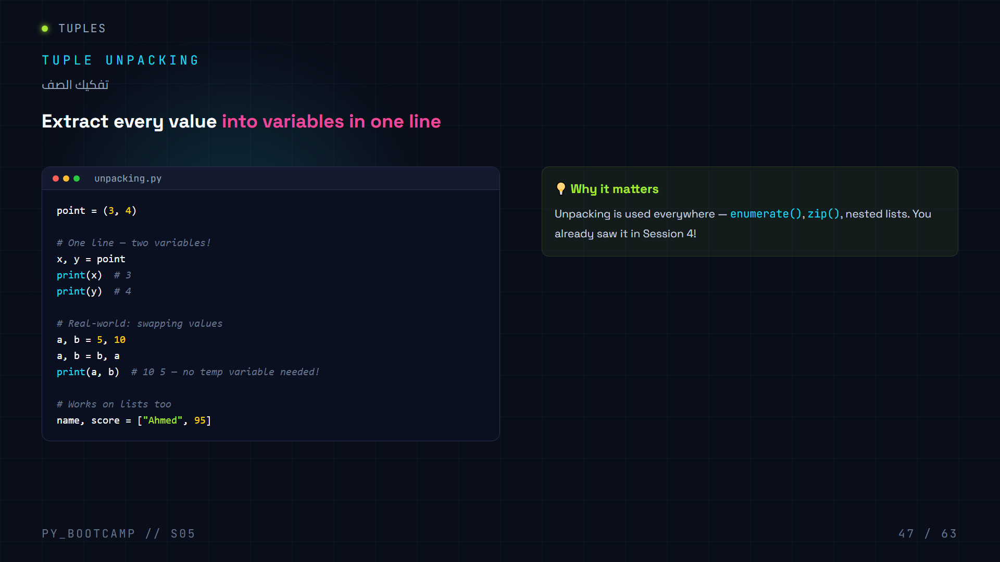 TUPLES
TUPLE UNPACKING
تفكيك الصف
Extract every value into variables in one line
unpacking.py
point = (3, 4)
# One line — two variables!
x, y = point
print(x)  # 3
print(y)  # 4
# Real-world: swapping values
a, b = 5, 10
a, b = b, a
print(a, b)  # 10 5 — no temp variable needed!
# Works on lists too
name, score = ["Ahmed", 95]
💡 Why it matters
Unpacking is used everywhere — enumerate(), zip(), nested lists. You
already saw it in Session 4!
PY_BOOTCAMP // S05
47 / 63